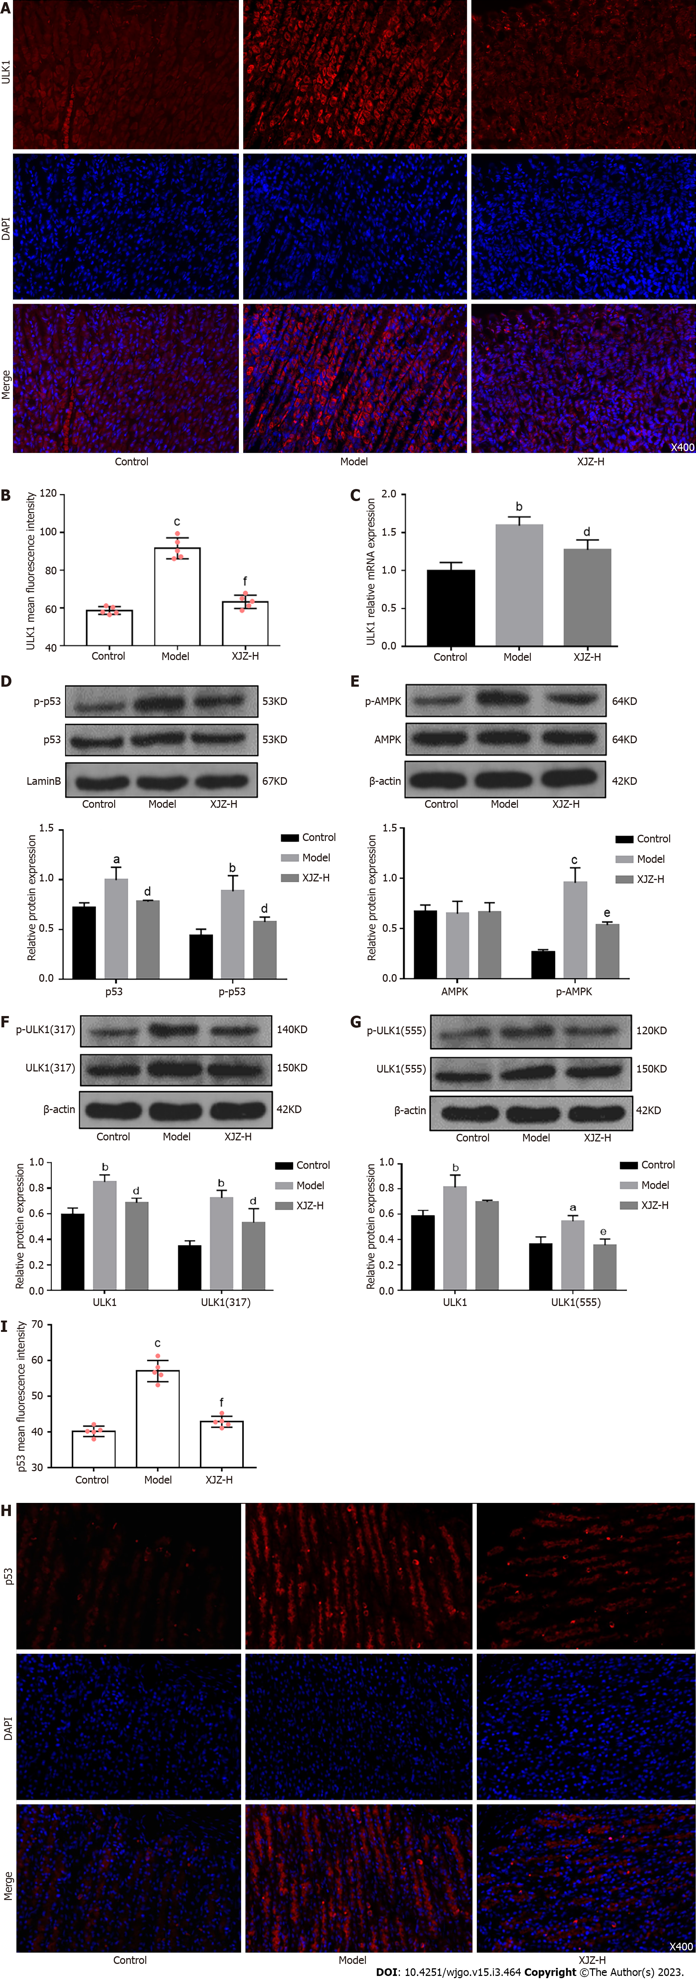 A
ULK1
DAPI
Merge
X400
Control Model XJZ-H
B
ULK1 mean fluorescence intensity
120
100
80
60
40
c
f
Control Model XJZ-H
C
ULK1 relative mRNA expression
2.0
1.5
1.0
0.5
0.0
b
d
Control Model XJZ-H
D
p-p53 53KD
p53 53KD
LaminB 67KD
Control Model XJZ-H
Relative protein expression
1.5
1.0
0.5
0.0
a
d
b
d
p53 p-p53
Control
Model
XJZ-H
E
p-AMPK 64KD
AMPK 64KD
β-actin 42KD
Control Model XJZ-H
Relative protein expression
1.5
1.0
0.5
0.0
c
e
AMPK p-AMPK
Control
Model
XJZ-H
F
p-ULK1(317) 140KD
ULK1(317) 150KD
β-actin 42KD
Control Model XJZ-H
Relative protein expression
1.0
0.8
0.6
0.4
0.2
0.0
b
d
b
d
ULK1 ULK1(317)
Control
Model
XJZ-H
G
p-ULK1(555) 120KD
ULK1(555) 150KD
β-actin 42KD
Control Model XJZ-H
Relative protein expression
1.0
0.8
0.6
0.4
0.2
0.0
b
a
e
ULK1 ULK1(555)
Control
Model
XJZ-H
I
p53 mean fluorescence intensity
70
60
50
40
30
c
f
Control Model XJZ-H
H
p53
DAPI
Merge
X400
Control Model XJZ-H
DOI: 10.4251/wjgo.v15.i3.464 Copyright ©The Author(s) 2023.